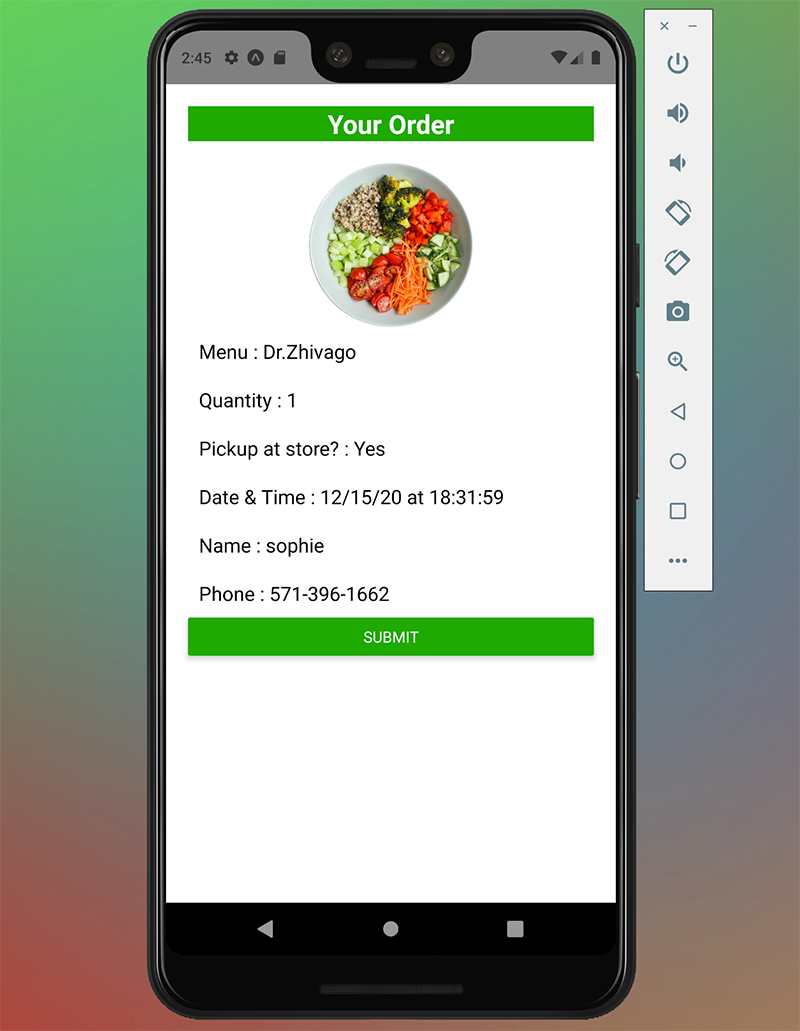 2:45
Your Order
Menu : Dr.Zhivago
Quantity : 1
Pickup at store? : Yes
Date & Time : 12/15/20 at 18:31:59
Name : sophie
Phone : 571-396-1662
SUBMIT